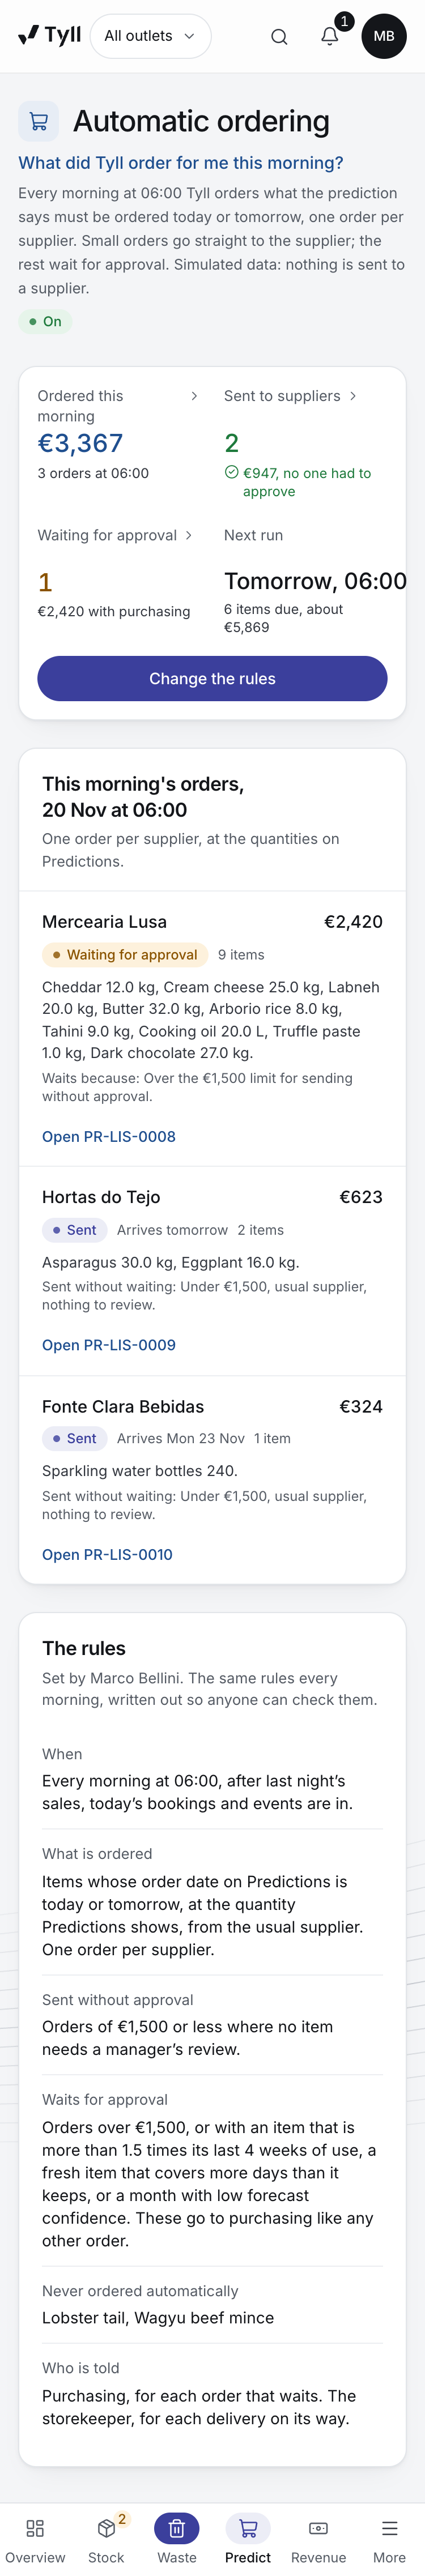 Tyll
All outlets
1
MB
Automatic ordering
What did Tyll order for me this morning?
Every morning at 06:00 Tyll orders what the prediction
says must be ordered today or tomorrow, one order per
supplier. Small orders go straight to the supplier; the
rest wait for approval. Simulated data: nothing is sent to
a supplier.
On
Ordered this
morning
€3,367
3 orders at 06:00
Sent to suppliers
2
€947, no one had to
approve
Waiting for approval
1
€2,420 with purchasing
Next run
Tomorrow, 06:00
6 items due, about
€5,869
Change the rules
This morning's orders,
20 Nov at 06:00
One order per supplier, at the quantities on
Predictions.
Mercearia Lusa €2,420
Waiting for approval 9 items
Cheddar 12.0 kg, Cream cheese 25.0 kg, Labneh
20.0 kg, Butter 32.0 kg, Arborio rice 8.0 kg,
Tahini 9.0 kg, Cooking oil 20.0 L, Truffle paste
1.0 kg, Dark chocolate 27.0 kg.
Waits because: Over the €1,500 limit for sending
without approval.
Open PR-LIS-0008
Hortas do Tejo €623
Sent Arrives tomorrow 2 items
Asparagus 30.0 kg, Eggplant 16.0 kg.
Sent without waiting: Under €1,500, usual supplier,
nothing to review.
Open PR-LIS-0009
Fonte Clara Bebidas €324
Sent Arrives Mon 23 Nov 1 item
Sparkling water bottles 240.
Sent without waiting: Under €1,500, usual supplier,
nothing to review.
Open PR-LIS-0010
The rules
Set by Marco Bellini. The same rules every
morning, written out so anyone can check them.
When
Every morning at 06:00, after last night’s
sales, today’s bookings and events are in.
What is ordered
Items whose order date on Predictions is
today or tomorrow, at the quantity
Predictions shows, from the usual supplier.
One order per supplier.
Sent without approval
Orders of €1,500 or less where no item
needs a manager’s review.
Waits for approval
Orders over €1,500, or with an item that is
more than 1.5 times its last 4 weeks of use, a
fresh item that covers more days than it
keeps, or a month with low forecast
confidence. These go to purchasing like any
other order.
Never ordered automatically
Lobster tail, Wagyu beef mince
Who is told
Purchasing, for each order that waits. The
storekeeper, for each delivery on its way.
2
Overview Stock Waste Predict Revenue More